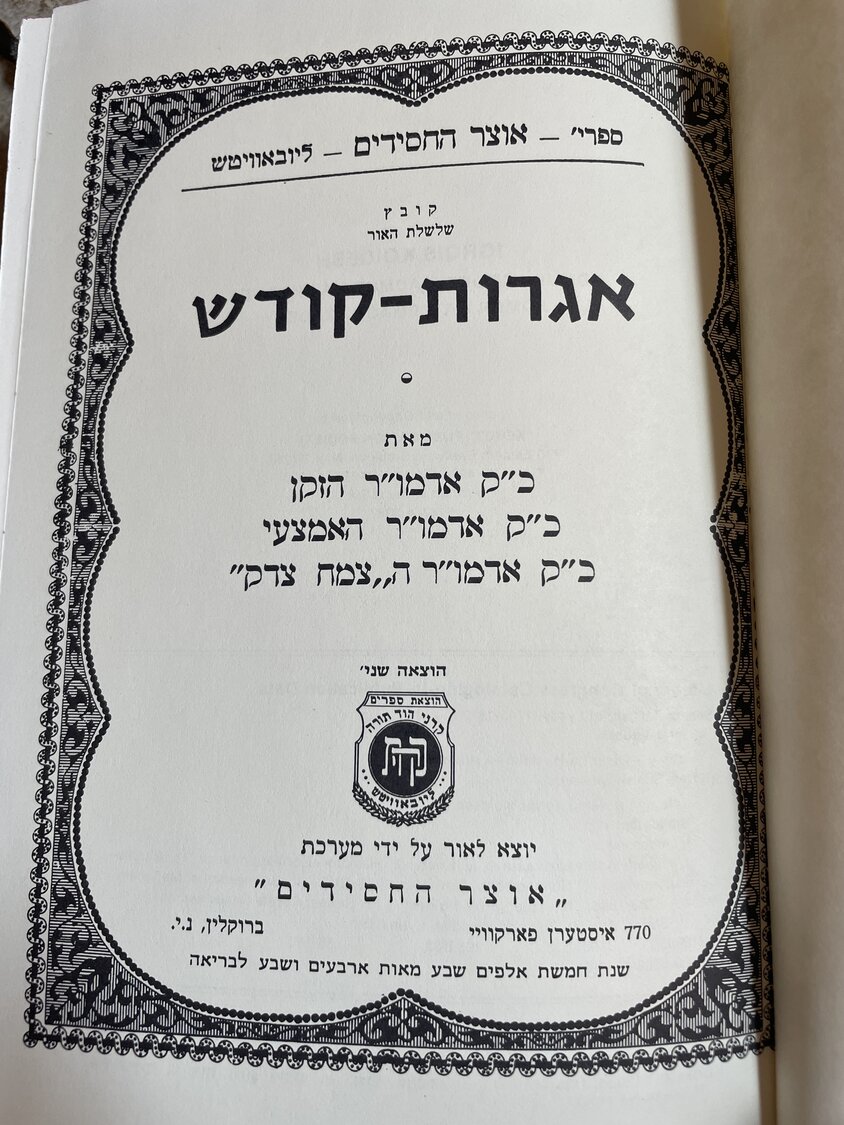 ספרי׳ — אוצר החסידים — ליובאוויטש
קובץ
שלשלת האור
אגרות-קודש
מאת
כ״ק אדמו״ר הזקן
כ״ק אדמו״ר האמצעי
כ״ק אדמו״ר ה„צמח צדק״
הוצאה שני׳
הוצאת ספרים
קרני הוד תורה
קה״ת
ליובאוויטש
יוצא לאור על ידי מערכת
„אוצר החסידים״
770 איסטערן פארקוויי ברוקלין, נ.י.
שנת חמשת אלפים שבע מאות ארבעים ושבע לבריאה